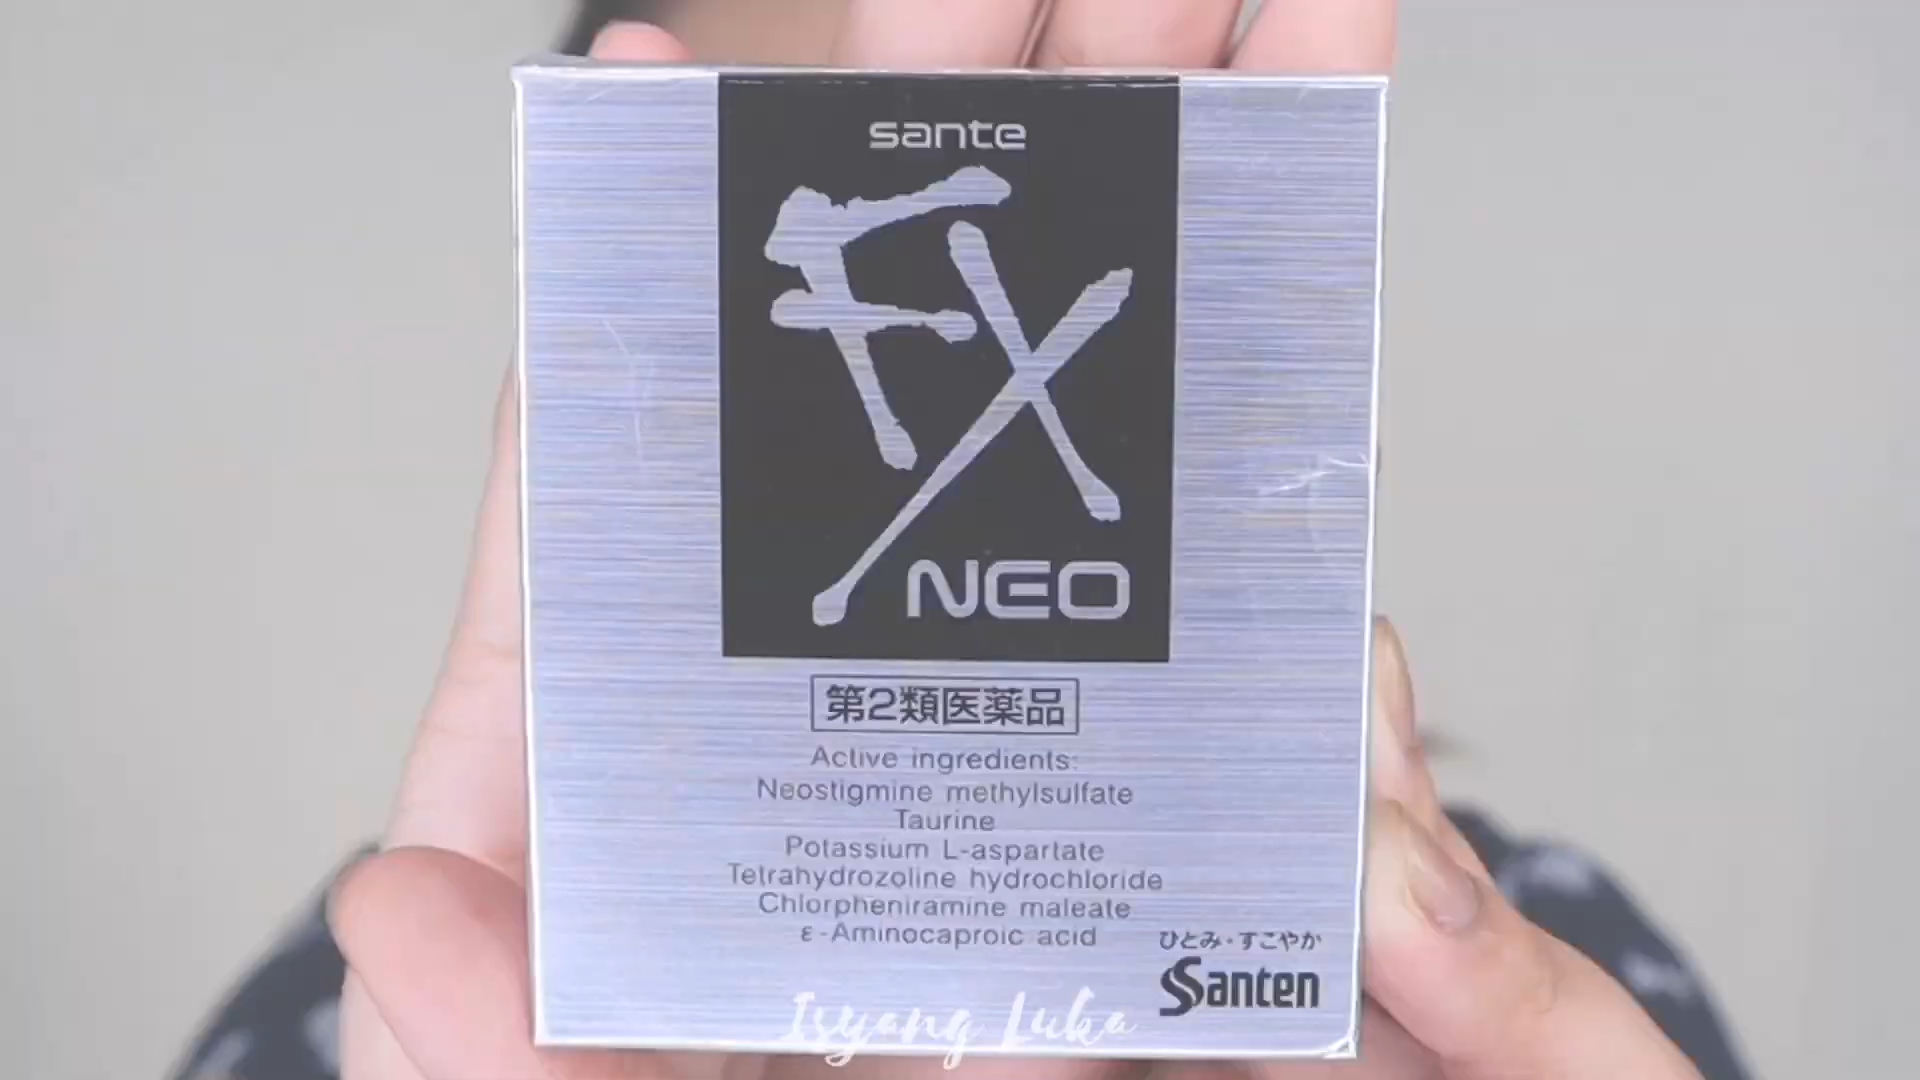 sante
FX
NEO
第2類医薬品
Active ingredients:
Neostigmine methylsulfate
Taurine
Potassium L-aspartate
Tetrahydrozoline hydrochloride
Chlorpheniramine maleate
ε-Aminocaproic acid
ひとみ・すこやか
Santen
Isyang Luka